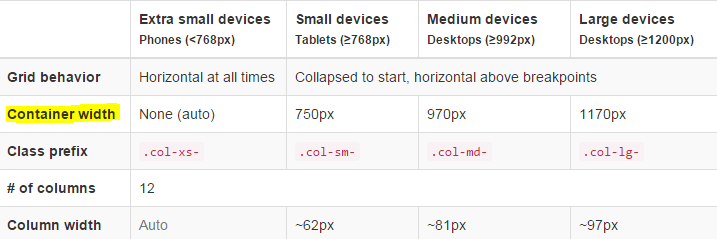 Extra small devices Small devices Medium devices Large devices
Phones (<768px) Tablets (≥768px) Desktops (≥992px) Desktops (≥1200px)
Grid behavior Horizontal at all times Collapsed to start, horizontal above breakpoints
Container width None (auto) 750px 970px 1170px
Class prefix .col-xs- .col-sm- .col-md- .col-lg-
# of columns 12
Column width Auto ~62px ~81px ~97px